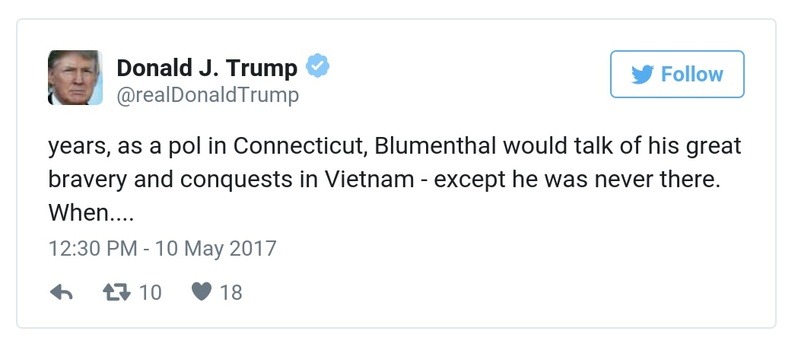 Donald J. Trump
@realDonaldTrump
Follow
years, as a pol in Connecticut, Blumenthal would talk of his great
bravery and conquests in Vietnam - except he was never there.
When....
12:30 PM - 10 May 2017
10 18